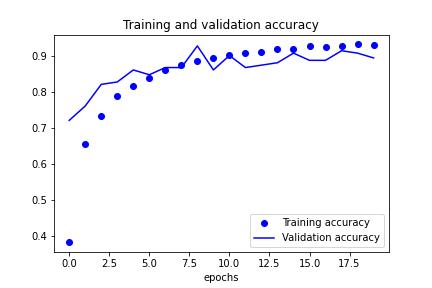 Training and validation accuracy
0.9
0.8
0.7
0.6
0.5
0.4
Training accuracy
Validation accuracy
0.0 2.5 5.0 7.5 10.0 12.5 15.0 17.5
epochs